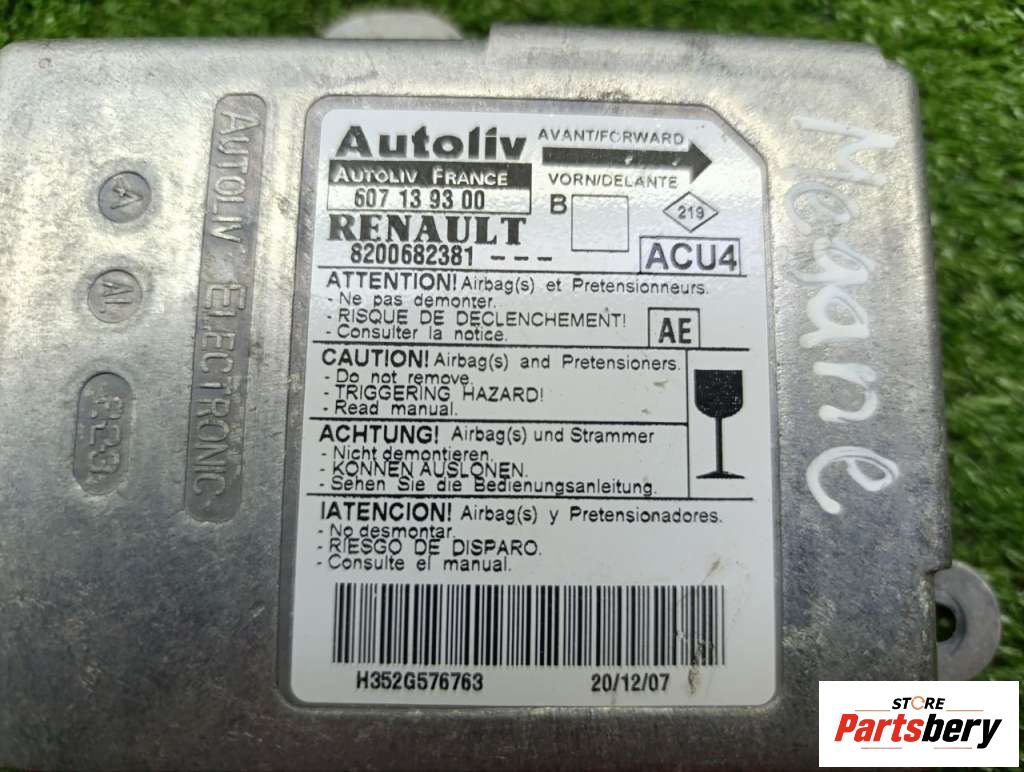 Autoliv
AUTOLIV FRANCE
607 13 93 00
RENAULT
8200682381 ---
AVANT/FORWARD
VORN/DELANTE
B
219
ACU4
ATTENTION! Airbag(s) et Pretensionneurs.
- Ne pas demonter.
- RISQUE DE DECLENCHEMENT!
- Consulter la notice.
AE
CAUTION! Airbag(s) and Pretensioners.
- Do not remove.
- TRIGGERING HAZARD!
- Read manual.
ACHTUNG! Airbag(s) und Strammer
- Nicht demontieren.
- KONNEN AUSLONEN.
- Sehen Sie die Bedienungsanleitung.
IATENCION! Airbag(s) y Pretensionadores.
- No desmontar.
- RIESGO DE DISPARO.
- Consulte el manual.
H352G576763 20/12/07
AUTOLIV ELECTRONIC
A
Al
Megane
STORE
Partsbery